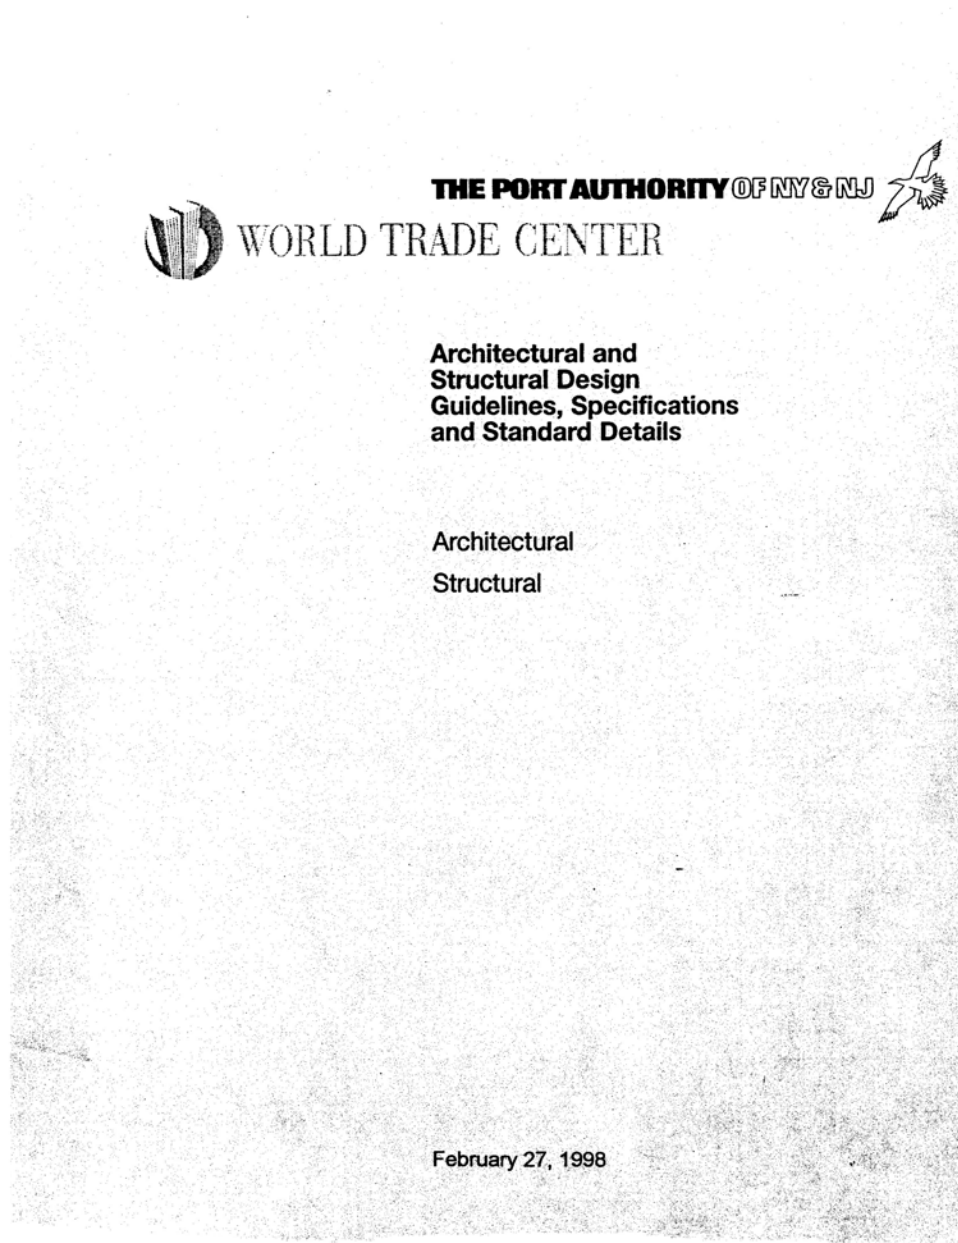 THE PORT AUTHORITY OF NY & NJ
WORLD TRADE CENTER
Architectural and
Structural Design
Guidelines, Specifications
and Standard Details
Architectural
Structural
February 27, 1998